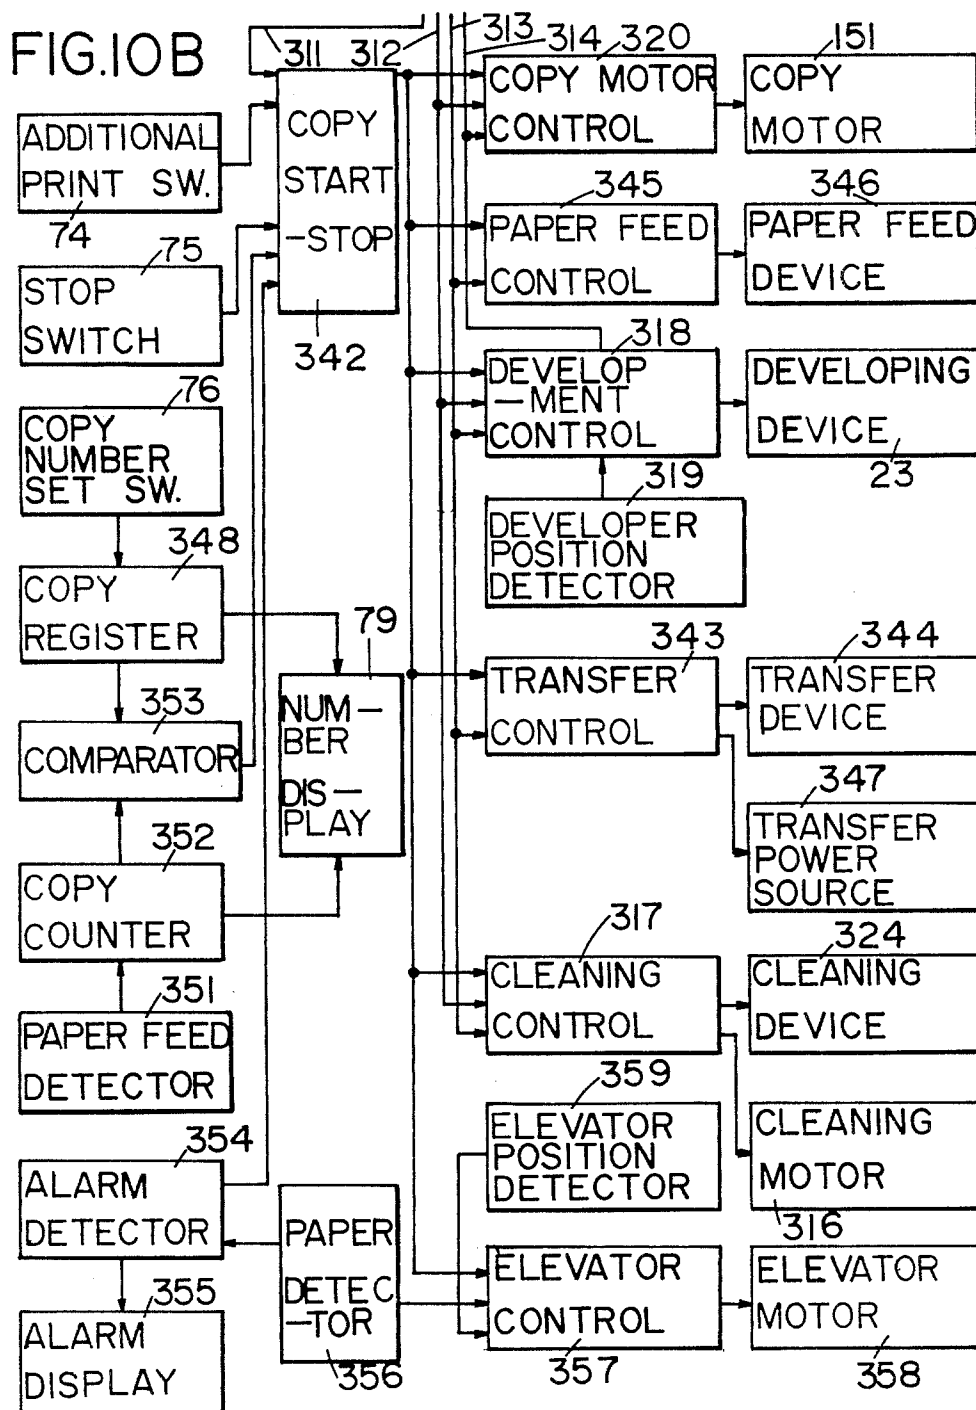 FIG.10B
311
312
313
314
320
151
COPY
START
-STOP
342
COPY MOTOR
CONTROL
COPY
MOTOR
ADDITIONAL
PRINT SW.
74
345
346
PAPER FEED
CONTROL
PAPER FEED
DEVICE
75
STOP
SWITCH
318
DEVELOP
-MENT
CONTROL
DEVELOPING
DEVICE
23
76
COPY
NUMBER
SET SW.
319
DEVELOPER
POSITION
DETECTOR
348
COPY
REGISTER
79
NUM-
BER
DIS-
PLAY
343
TRANSFER
CONTROL
344
TRANSFER
DEVICE
353
COMPARATOR
347
TRANSFER
POWER
SOURCE
352
COPY
COUNTER
317
CLEANING
CONTROL
324
CLEANING
DEVICE
351
PAPER FEED
DETECTOR
359
ELEVATOR
POSITION
DETECTOR
CLEANING
MOTOR
316
354
ALARM
DETECTOR
PAPER
DETEC
-TOR
356
ELEVATOR
CONTROL
357
ELEVATOR
MOTOR
358
355
ALARM
DISPLAY